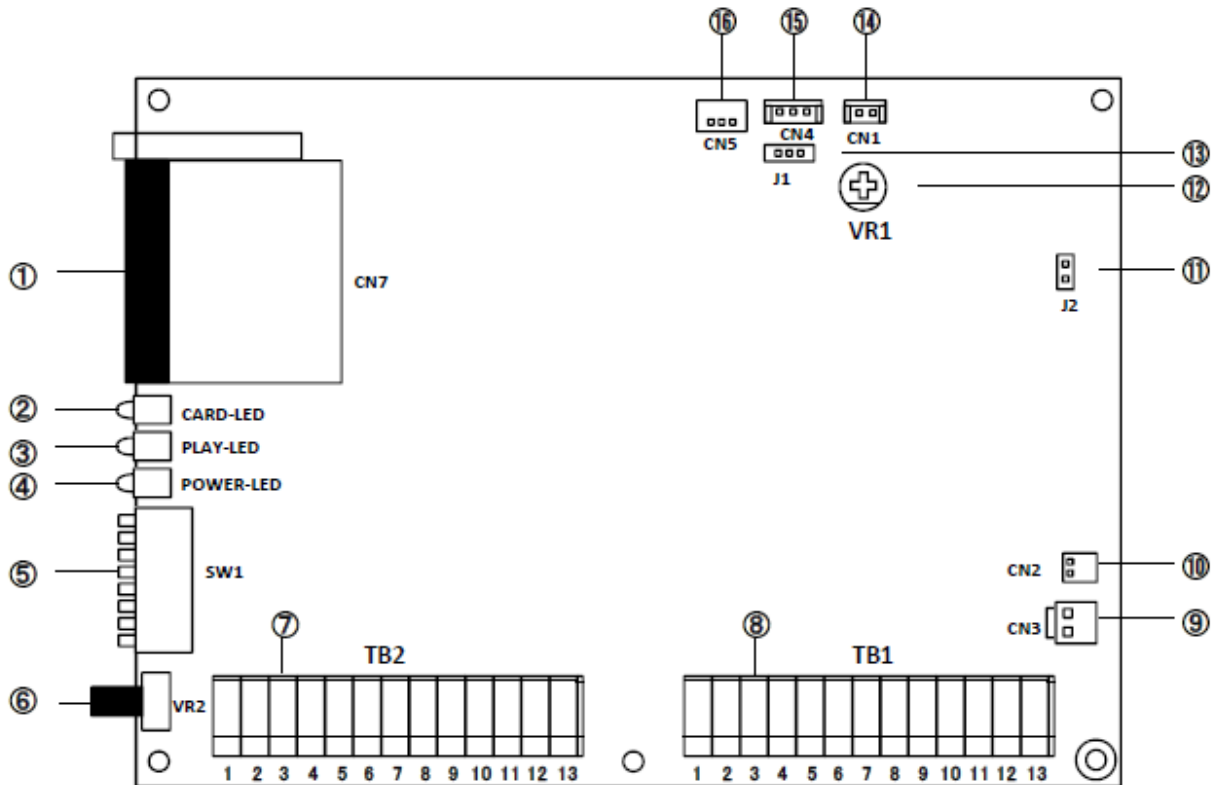 ⑯ ⑮ ⑭
CN5 CN4 CN1
⑬
J1
⑫
VR1
① CN7
⑪
J2
② CARD-LED
③ PLAY-LED
④ POWER-LED
⑤ SW1
CN2 ⑩
CN3 ⑨
⑦ ⑧
TB2 TB1
⑥ VR2
1 2 3 4 5 6 7 8 9 10 11 12 13 1 2 3 4 5 6 7 8 9 10 11 12 13